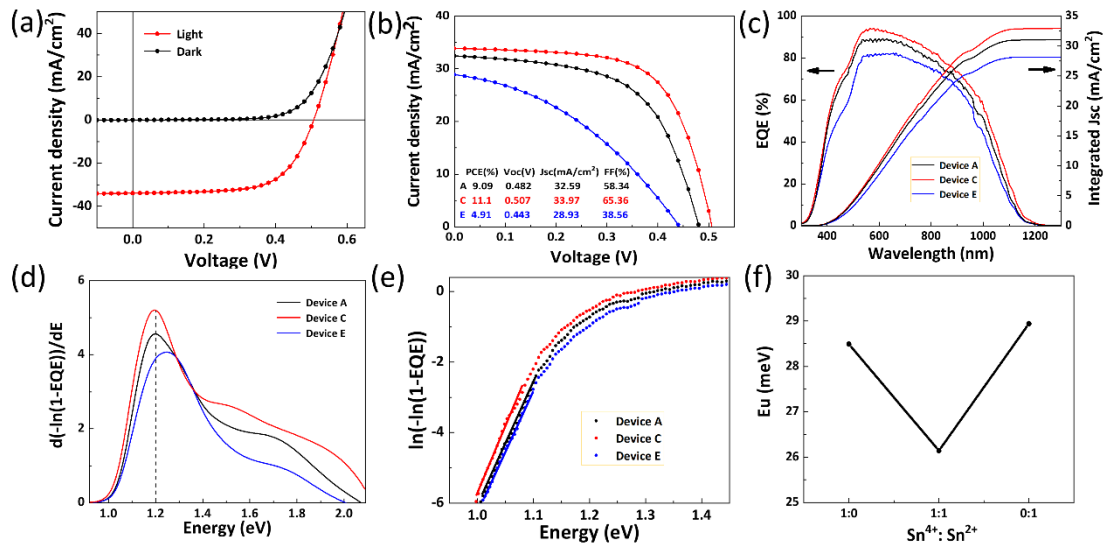 (a)
Current density (mA/cm²)
40
20
0
-20
-40
Light
Dark
0.0
0.2
0.4
0.6
Voltage (V)
(b)
Current density (mA/cm²)
40
35
30
25
20
15
10
5
0
PCE(%) Voc(V) Jsc(mA/cm²) FF(%)
A 9.09 0.482 32.59 58.34
C 11.1 0.507 33.97 65.36
E 4.91 0.443 28.93 38.56
0.0 0.1 0.2 0.3 0.4 0.5
Voltage (V)
(c)
EQE (%)
100
80
60
40
20
0
Device A
Device C
Device E
35
30
25
20
15
10
5
0
Integrated Jsc (mA/cm²)
400 600 800 1000 1200
Wavelength (nm)
(d)
d(-ln(1-EQE))/dE
6
4
2
0
Device A
Device C
Device E
1.0 1.2 1.4 1.6 1.8 2.0
Energy (eV)
(e)
ln(-ln(1-EQE))
0
-2
-4
-6
Device A
Device C
Device E
1.0 1.1 1.2 1.3 1.4
Energy (eV)
(f)
Eu (meV)
30
29
28
27
26
25
1:0 1:1 0:1
Sn⁴⁺: Sn²⁺